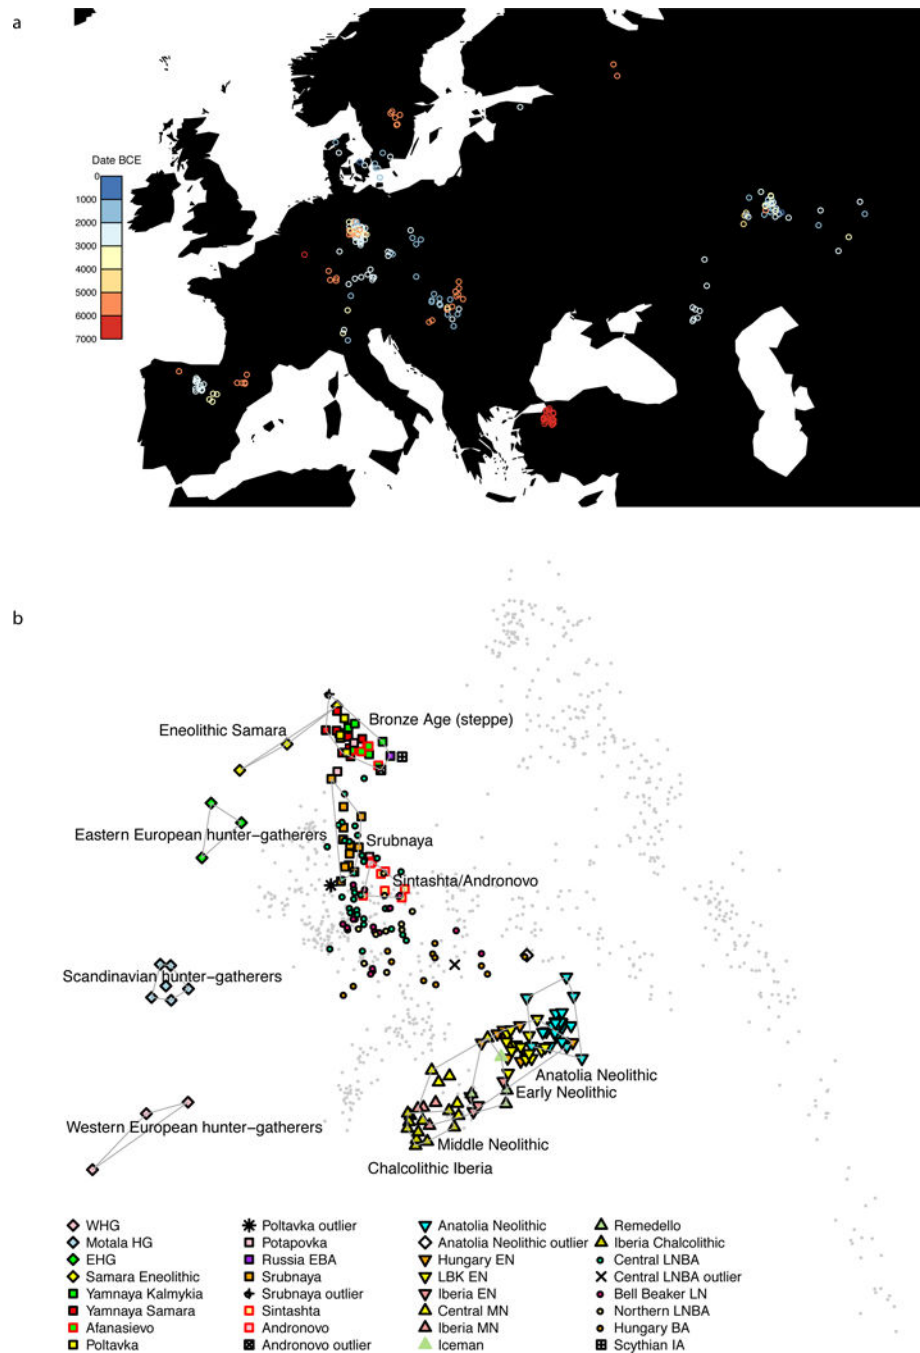 a
Date BCE
0
1000
2000
3000
4000
5000
6000
7000
b
Eneolithic Samara
Bronze Age (steppe)
Eastern European hunter-gatherers
Srubnaya
Sintashta/Andronovo
Scandinavian hunter-gatherers
Anatolia Neolithic
Early Neolithic
Western European hunter-gatherers
Middle Neolithic
Chalcolithic Iberia
WHG
Motala HG
EHG
Samara Eneolithic
Yamnaya Kalmykia
Yamnaya Samara
Afanasievo
Poltavka
Poltavka outlier
Potapovka
Russia EBA
Srubnaya
Srubnaya outlier
Sintashta
Andronovo
Andronovo outlier
Anatolia Neolithic
Anatolia Neolithic outlier
Hungary EN
LBK EN
Iberia EN
Central MN
Iberia MN
Iceman
Remedello
Iberia Chalcolithic
Central LNBA
Central LNBA outlier
Bell Beaker LN
Northern LNBA
Hungary BA
Scythian IA